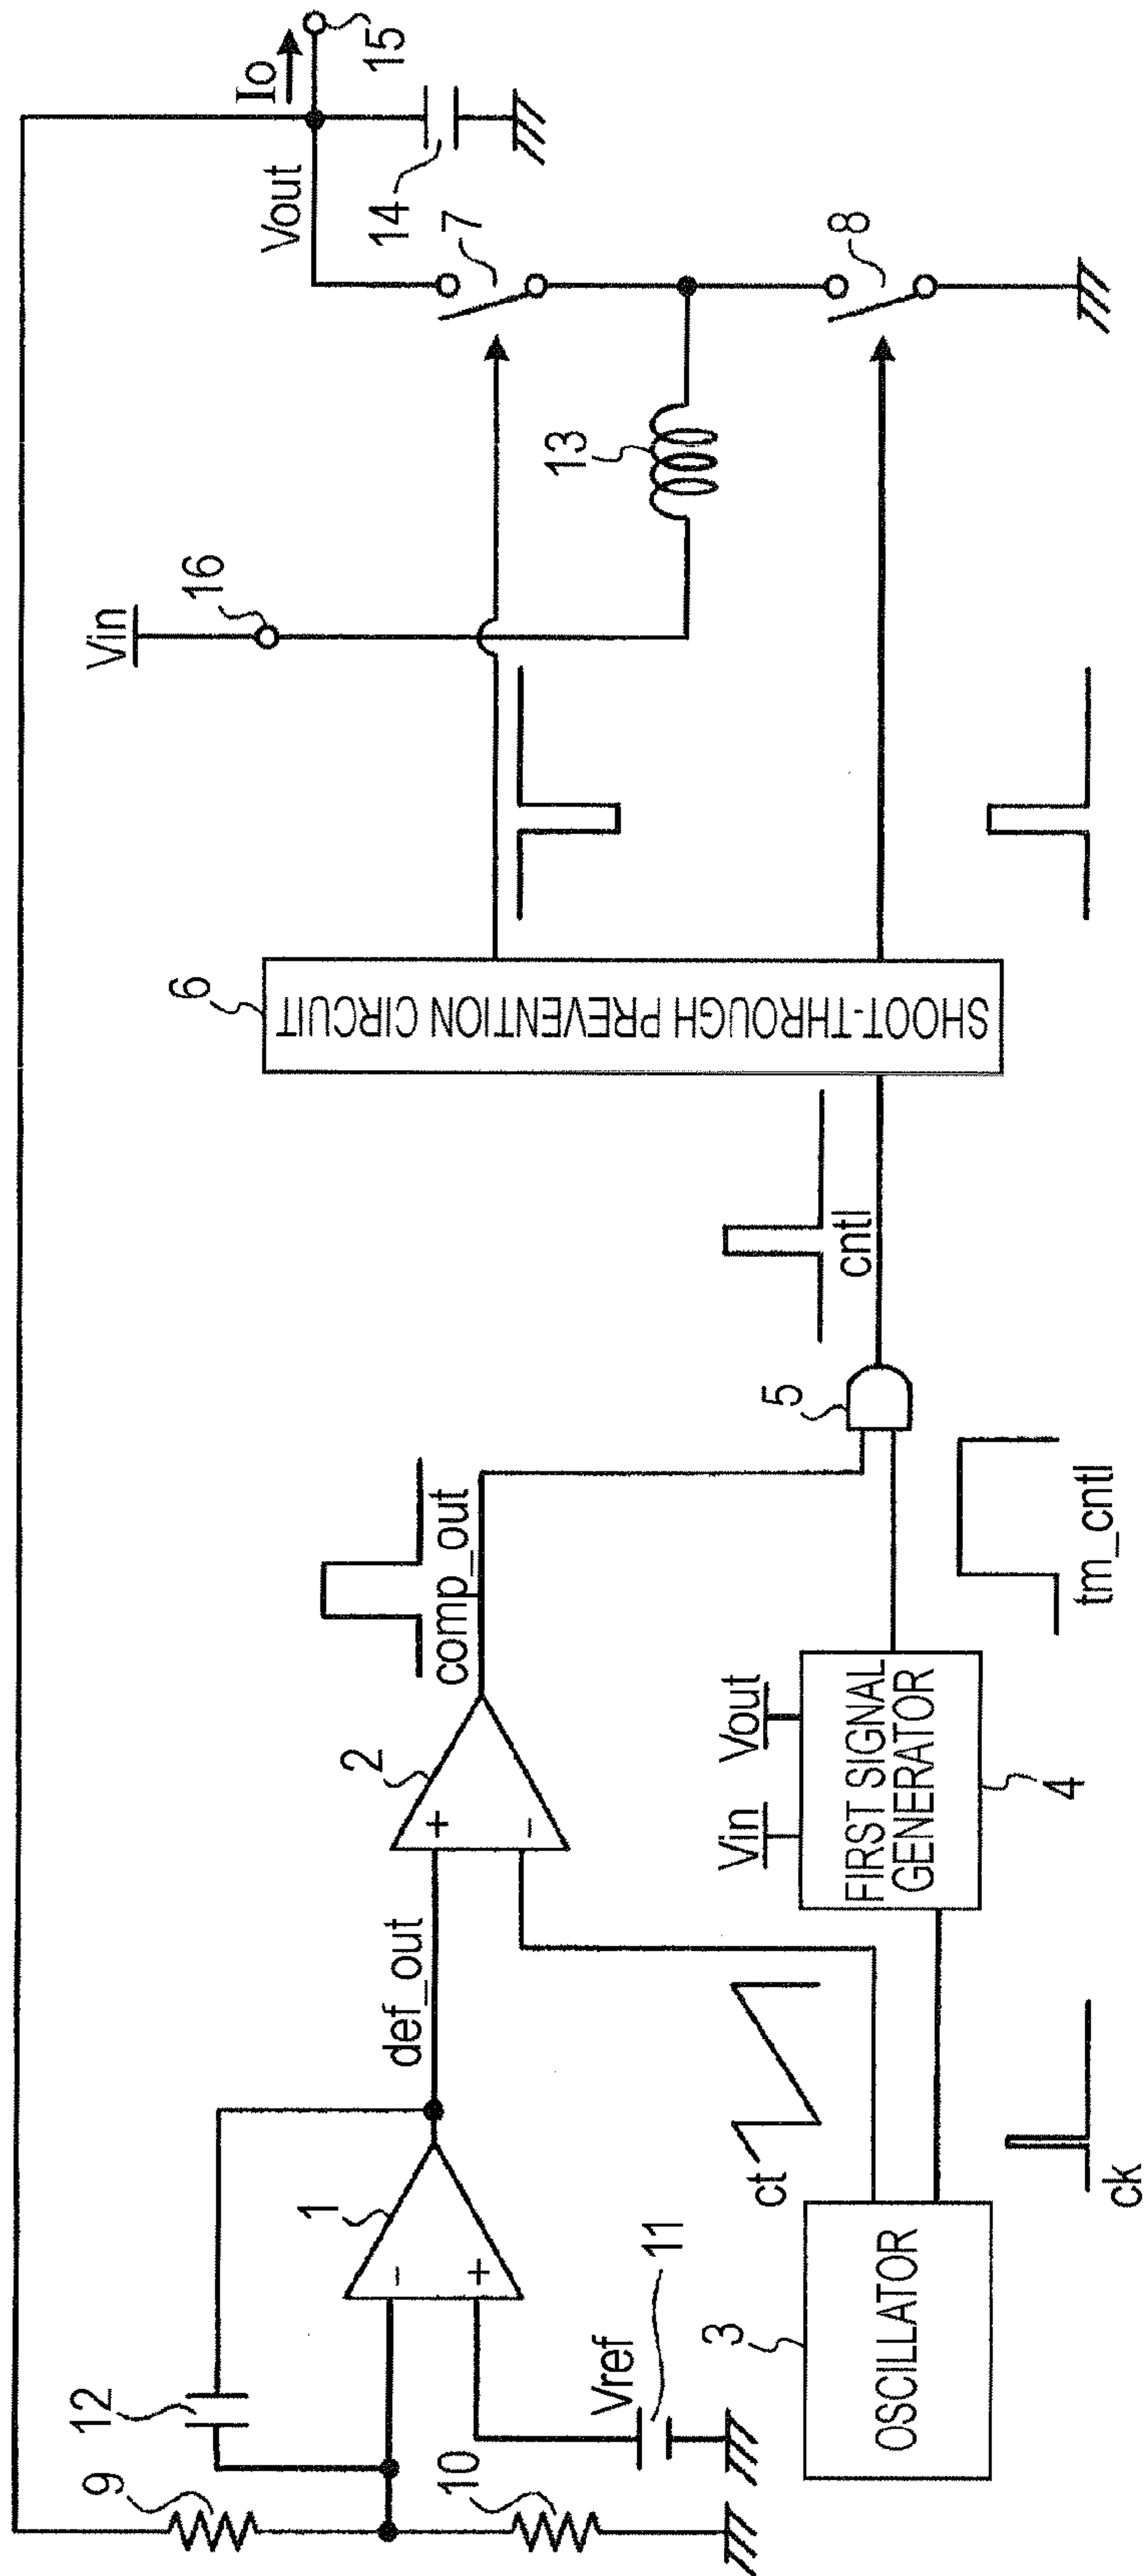 Io
15
Vout
14
7
8
13
Vin
16
6
SHOOT-THROUGH PREVENTION CIRCUIT
cntl
5
comp_out
tm_cntl
2
Vin
Vout
FIRST SIGNAL
GENERATOR
4
def_out
ct
ck
1
12
9
10
Vref
11
3
OSCILLATOR
-
+
+
-